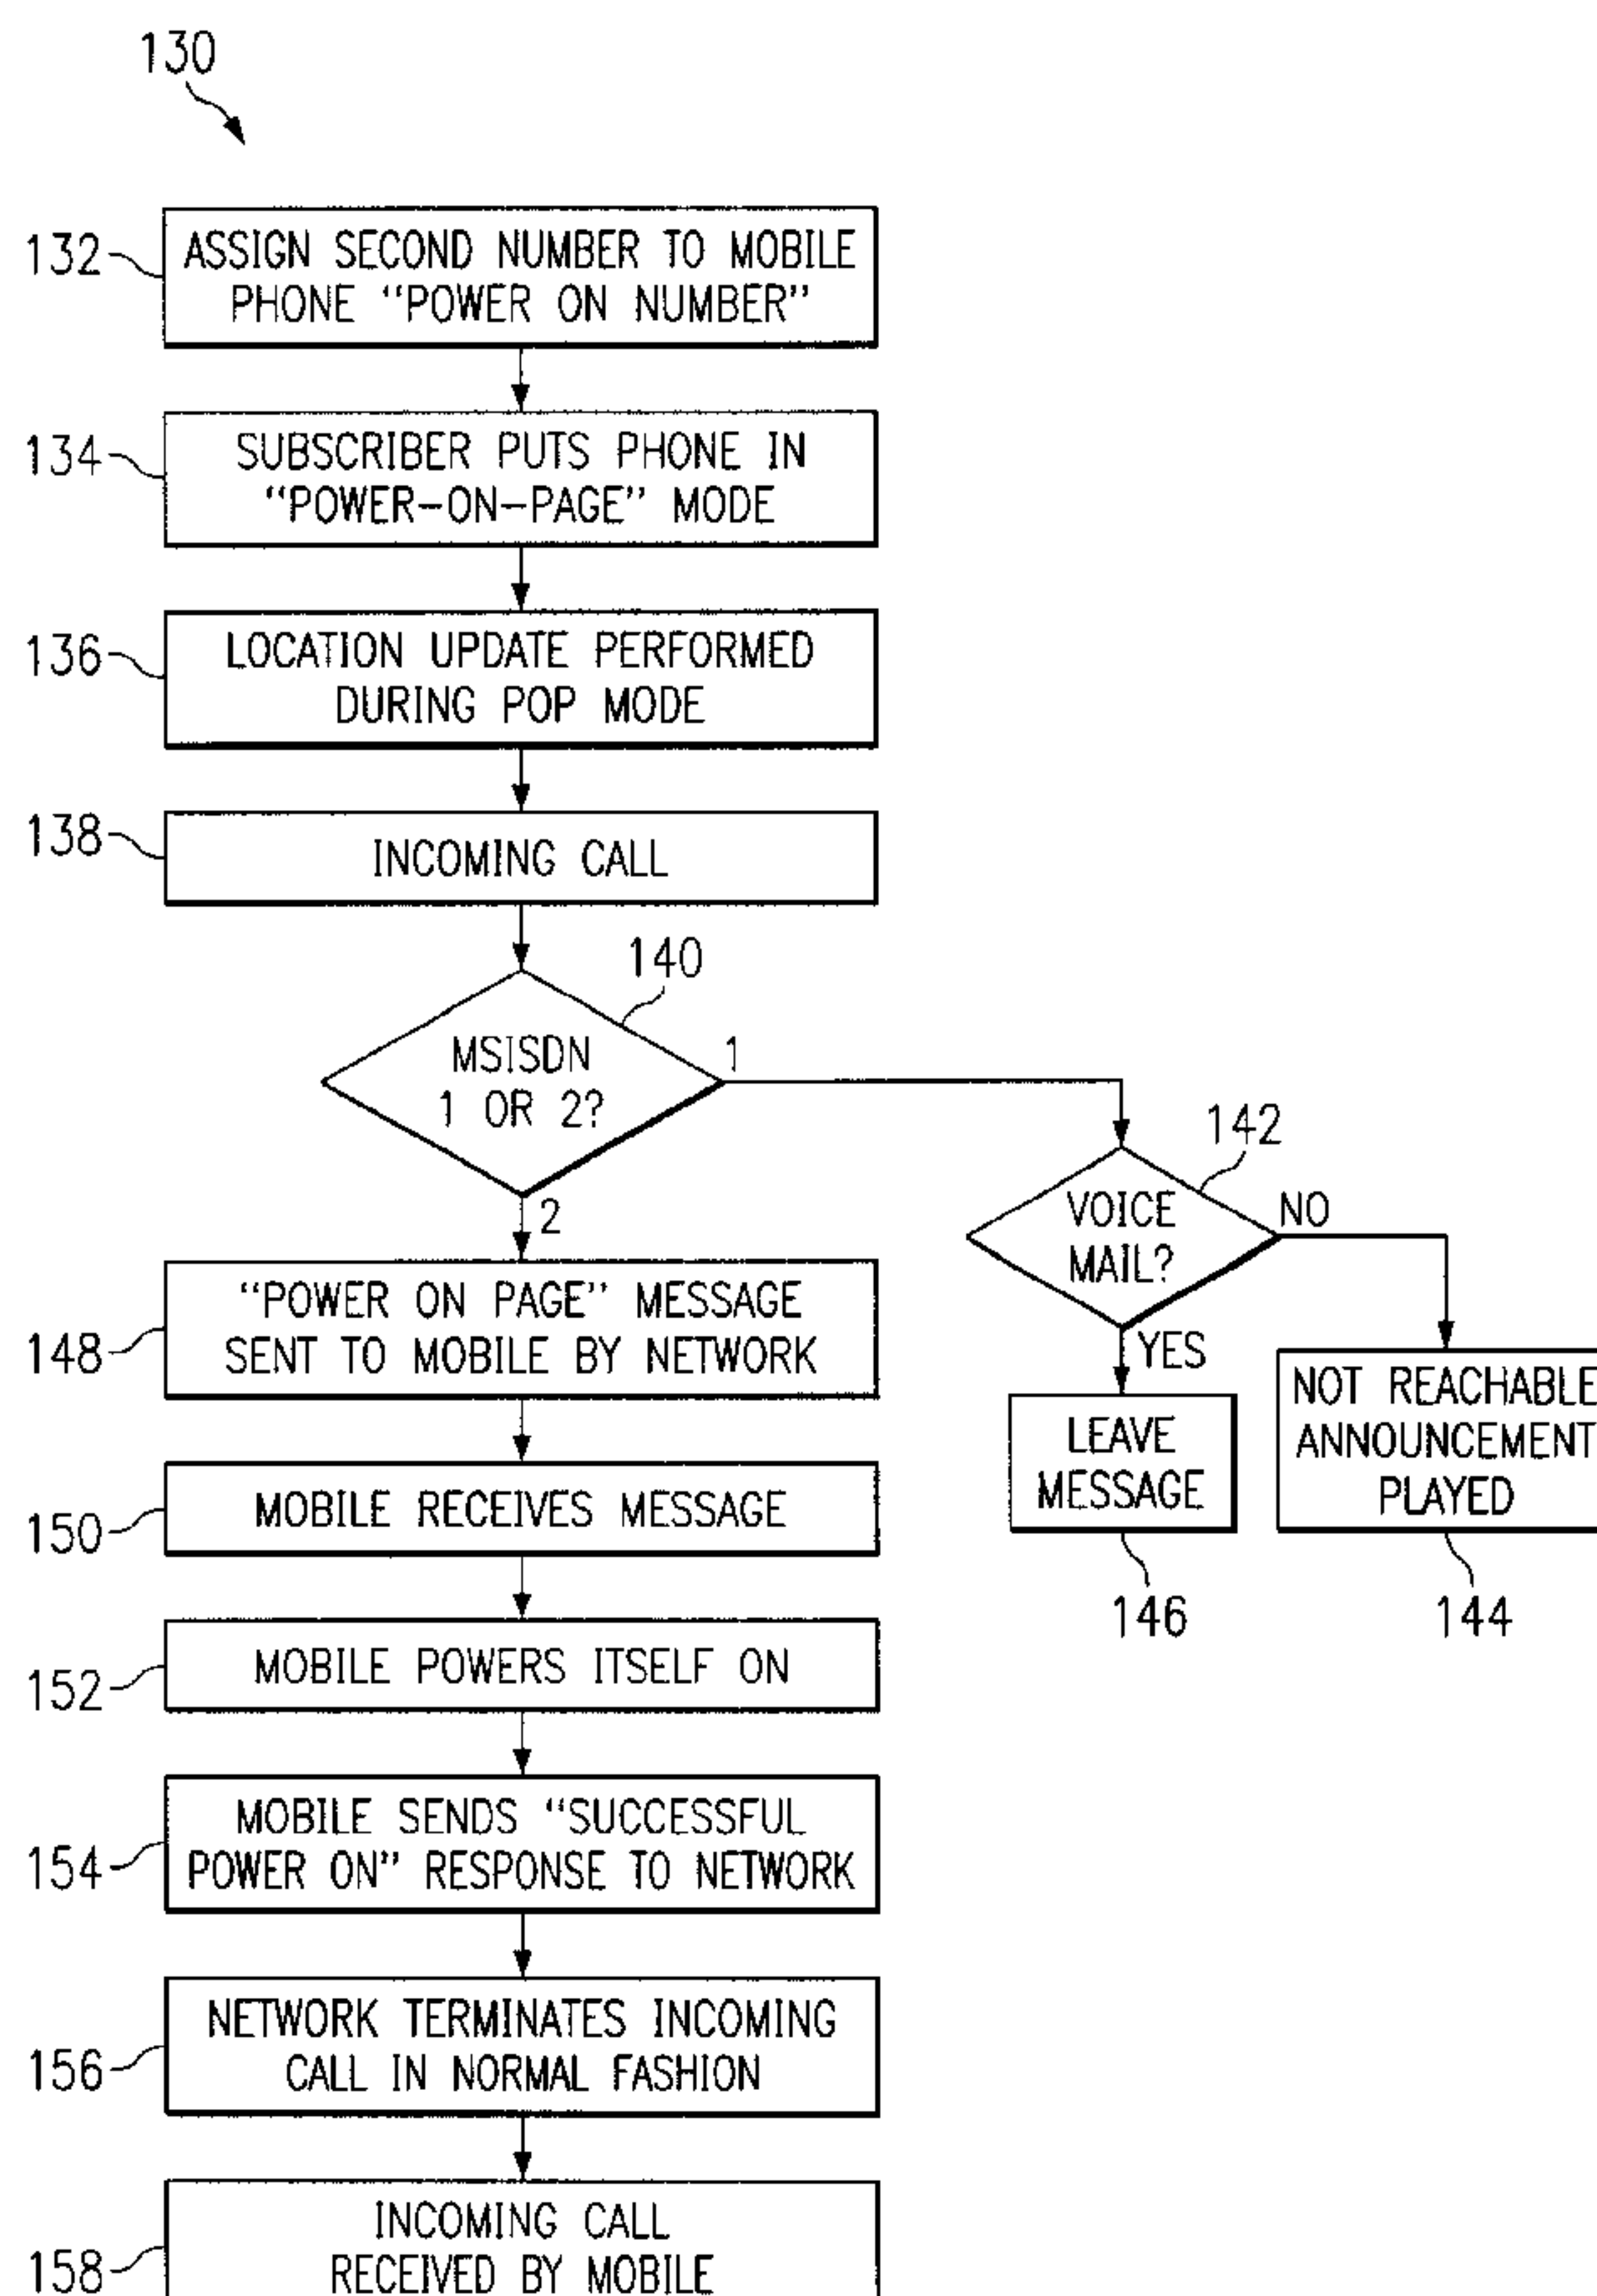 130
132
ASSIGN SECOND NUMBER TO MOBILE
PHONE “POWER ON NUMBER”
134
SUBSCRIBER PUTS PHONE IN
“POWER-ON-PAGE” MODE
136
LOCATION UPDATE PERFORMED
DURING POP MODE
138
INCOMING CALL
140
MSISDN
1 OR 2?
1
2
142
VOICE
MAIL?
NO
YES
148
“POWER ON PAGE” MESSAGE
SENT TO MOBILE BY NETWORK
LEAVE
MESSAGE
146
NOT REACHABLE
ANNOUNCEMENT
PLAYED
144
150
MOBILE RECEIVES MESSAGE
152
MOBILE POWERS ITSELF ON
154
MOBILE SENDS “SUCCESSFUL
POWER ON” RESPONSE TO NETWORK
156
NETWORK TERMINATES INCOMING
CALL IN NORMAL FASHION
158
INCOMING CALL
RECEIVED BY MOBILE